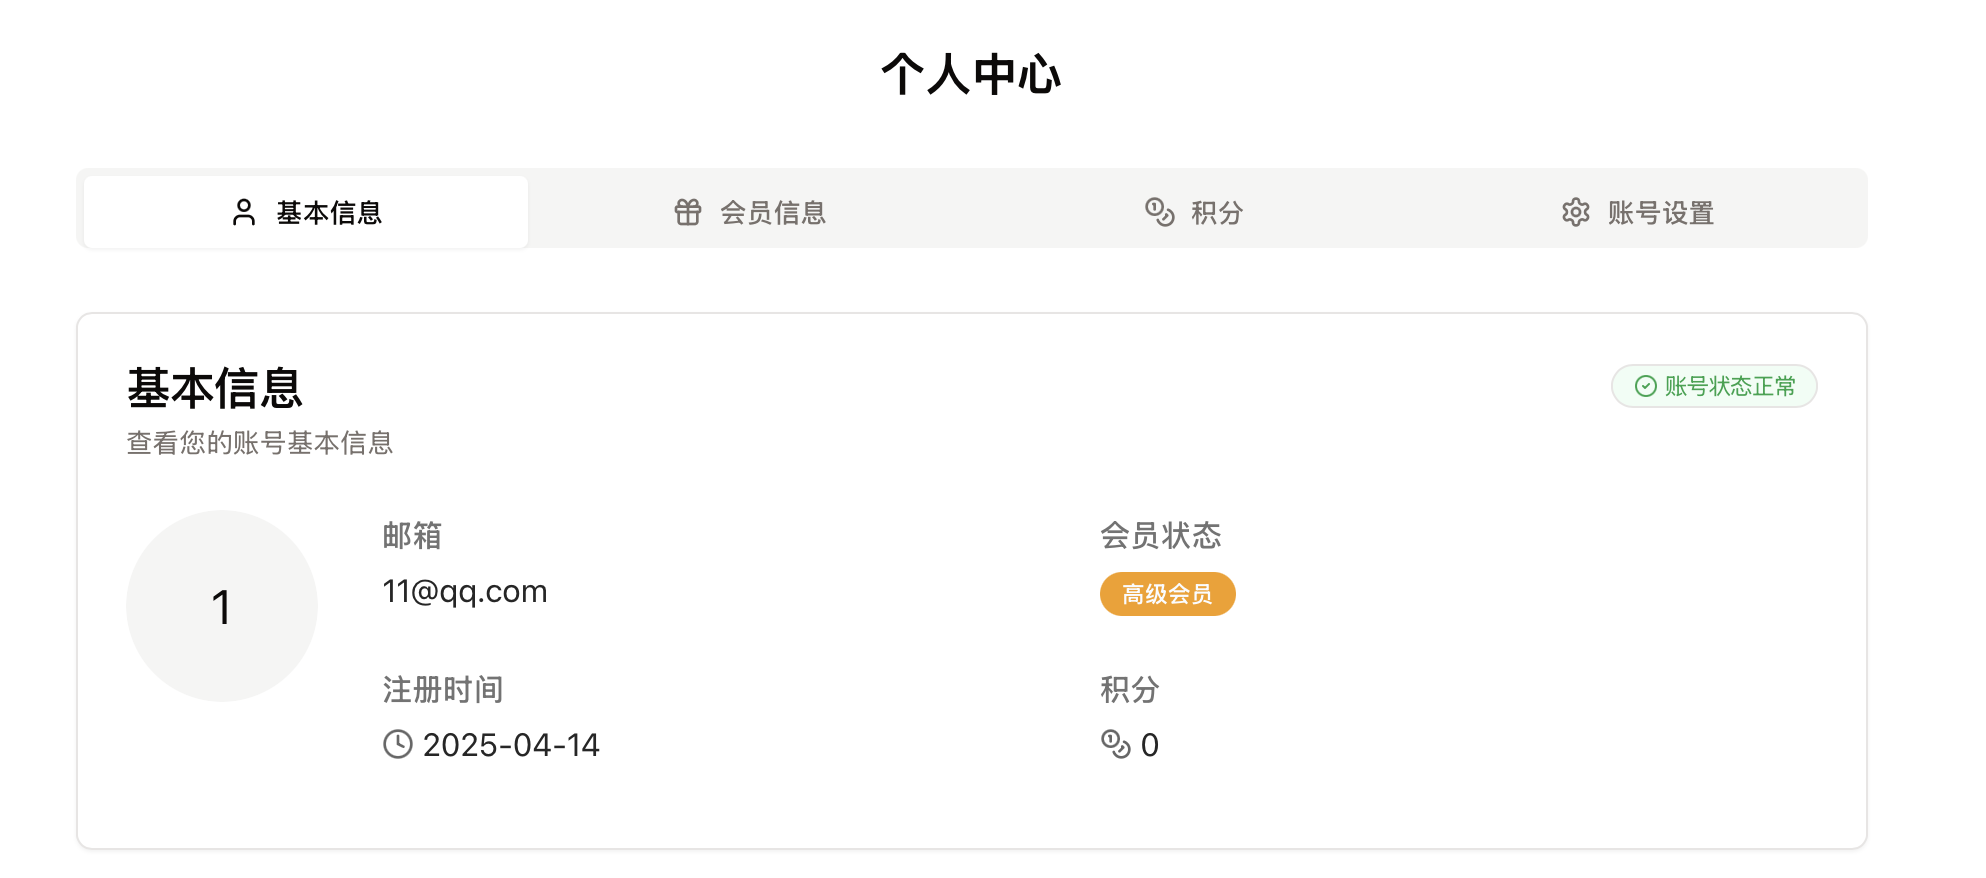 个人中心
基本信息
会员信息
积分
账号设置
基本信息
账号状态正常
查看您的账号基本信息
1
邮箱
11@qq.com
会员状态
高级会员
注册时间
2025-04-14
积分
0